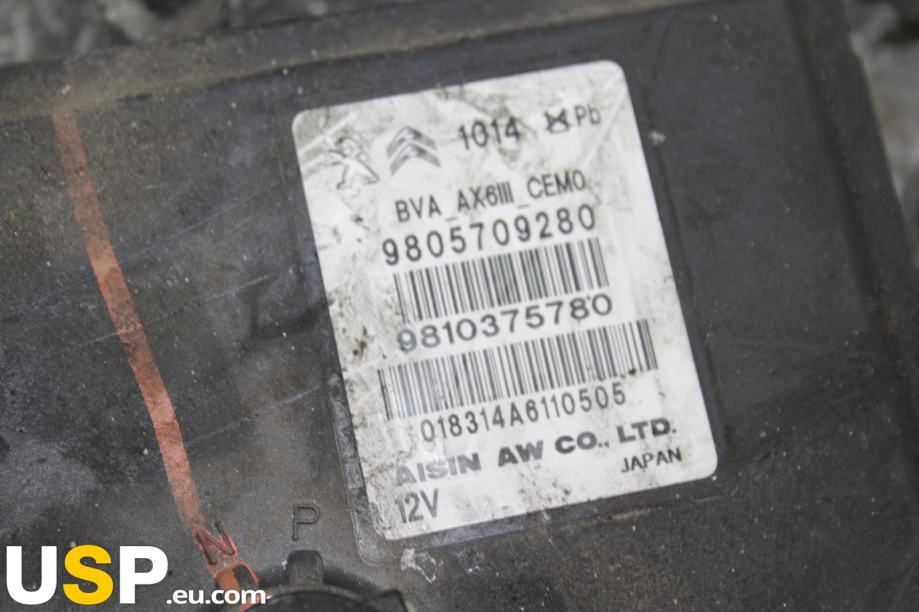 1014 Pb
BVA_AX6III_CEMO
9805709280
9810375780
018314A6110505
AISIN AW CO., LTD.
12V JAPAN
P
N
USP.eu.com